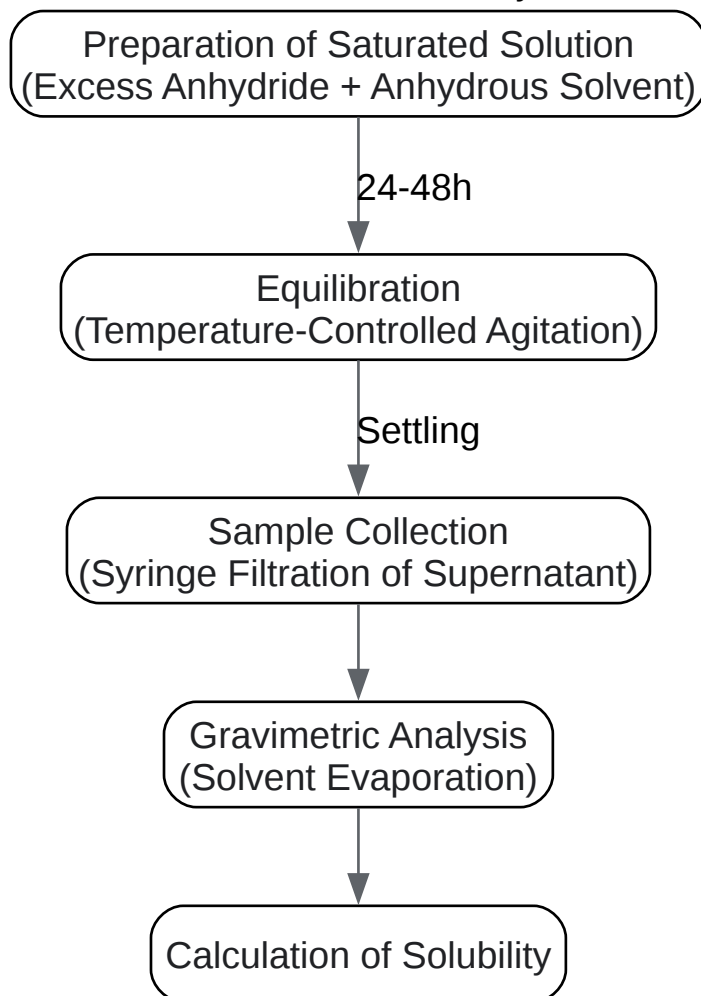 Preparation of Saturated Solution
(Excess Anhydride + Anhydrous Solvent)
24-48h
Equilibration
(Temperature-Controlled Agitation)
Settling
Sample Collection
(Syringe Filtration of Supernatant)
Gravimetric Analysis
(Solvent Evaporation)
Calculation of Solubility